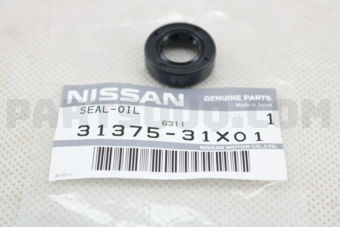 NISSAN
GENUINE PARTS
Made in Japan
SEAL-OIL
6311
1
31375-31X01
NISSAN MOTOR CO., LTD.